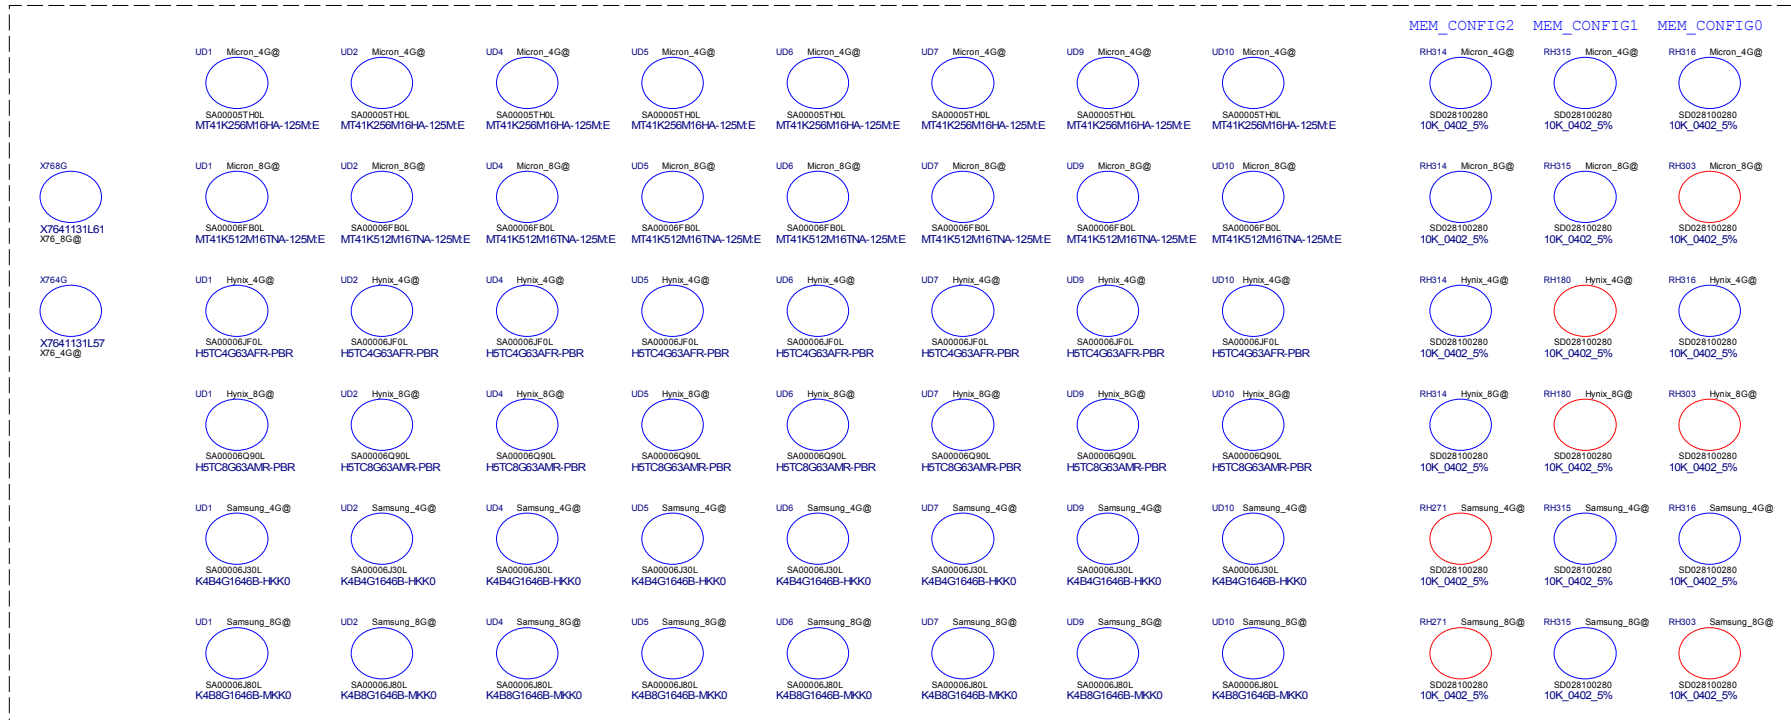 MEM_CONFIG2 MEM_CONFIG1 MEM_CONFIG0
UD1 Micron_4G@ UD2 Micron_4G@ UD4 Micron_4G@ UD5 Micron_4G@ UD6 Micron_4G@ UD7 Micron_4G@ UD9 Micron_4G@ UD10 Micron_4G@ RH314 Micron_4G@ RH315 Micron_4G@ RH316 Micron_4G@
SA00005TH0L SA00005TH0L SA00005TH0L SA00005TH0L SA00005TH0L SA00005TH0L SA00005TH0L SA00005TH0L SD028100280 SD028100280 SD028100280
MT41K256M16HA-125M:E MT41K256M16HA-125M:E MT41K256M16HA-125M:E MT41K256M16HA-125M:E MT41K256M16HA-125M:E MT41K256M16HA-125M:E MT41K256M16HA-125M:E MT41K256M16HA-125M:E 10K_0402_5% 10K_0402_5% 10K_0402_5%
X768G UD1 Micron_8G@ UD2 Micron_8G@ UD4 Micron_8G@ UD5 Micron_8G@ UD6 Micron_8G@ UD7 Micron_8G@ UD9 Micron_8G@ UD10 Micron_8G@ RH314 Micron_8G@ RH315 Micron_8G@ RH303 Micron_8G@
X7641131L61 SA00006FB0L SA00006FB0L SA00006FB0L SA00006FB0L SA00006FB0L SA00006FB0L SA00006FB0L SA00006FB0L SD028100280 SD028100280 SD028100280
X76_8G@ MT41K512M16TNA-125M:E MT41K512M16TNA-125M:E MT41K512M16TNA-125M:E MT41K512M16TNA-125M:E MT41K512M16TNA-125M:E MT41K512M16TNA-125M:E MT41K512M16TNA-125M:E MT41K512M16TNA-125M:E 10K_0402_5% 10K_0402_5% 10K_0402_5%
X764G UD1 Hynix_4G@ UD2 Hynix_4G@ UD4 Hynix_4G@ UD5 Hynix_4G@ UD6 Hynix_4G@ UD7 Hynix_4G@ UD9 Hynix_4G@ UD10 Hynix_4G@ RH314 Hynix_4G@ RH180 Hynix_4G@ RH316 Hynix_4G@
X7641131L57 SA00006JF0L SA00006JF0L SA00006JF0L SA00006JF0L SA00006JF0L SA00006JF0L SA00006JF0L SA00006JF0L SD028100280 SD028100280 SD028100280
X76_4G@ H5TC4G63AFR-PBR H5TC4G63AFR-PBR H5TC4G63AFR-PBR H5TC4G63AFR-PBR H5TC4G63AFR-PBR H5TC4G63AFR-PBR H5TC4G63AFR-PBR H5TC4G63AFR-PBR 10K_0402_5% 10K_0402_5% 10K_0402_5%
UD1 Hynix_8G@ UD2 Hynix_8G@ UD4 Hynix_8G@ UD5 Hynix_8G@ UD6 Hynix_8G@ UD7 Hynix_8G@ UD9 Hynix_8G@ UD10 Hynix_8G@ RH314 Hynix_8G@ RH180 Hynix_8G@ RH303 Hynix_8G@
SA00006Q90L SA00006Q90L SA00006Q90L SA00006Q90L SA00006Q90L SA00006Q90L SA00006Q90L SA00006Q90L SD028100280 SD028100280 SD028100280
H5TC8G63AMR-PBR H5TC8G63AMR-PBR H5TC8G63AMR-PBR H5TC8G63AMR-PBR H5TC8G63AMR-PBR H5TC8G63AMR-PBR H5TC8G63AMR-PBR H5TC8G63AMR-PBR 10K_0402_5% 10K_0402_5% 10K_0402_5%
UD1 Samsung_4G@ UD2 Samsung_4G@ UD4 Samsung_4G@ UD5 Samsung_4G@ UD6 Samsung_4G@ UD7 Samsung_4G@ UD9 Samsung_4G@ UD10 Samsung_4G@ RH271 Samsung_4G@ RH315 Samsung_4G@ RH316 Samsung_4G@
SA00006J30L SA00006J30L SA00006J30L SA00006J30L SA00006J30L SA00006J30L SA00006J30L SA00006J30L SD028100280 SD028100280 SD028100280
K4B4G1646B-HKK0 K4B4G1646B-HKK0 K4B4G1646B-HKK0 K4B4G1646B-HKK0 K4B4G1646B-HKK0 K4B4G1646B-HKK0 K4B4G1646B-HKK0 K4B4G1646B-HKK0 10K_0402_5% 10K_0402_5% 10K_0402_5%
UD1 Samsung_8G@ UD2 Samsung_8G@ UD4 Samsung_8G@ UD5 Samsung_8G@ UD6 Samsung_8G@ UD7 Samsung_8G@ UD9 Samsung_8G@ UD10 Samsung_8G@ RH271 Samsung_8G@ RH315 Samsung_8G@ RH303 Samsung_8G@
SA00006J80L SA00006J80L SA00006J80L SA00006J80L SA00006J80L SA00006J80L SA00006J80L SA00006J80L SD028100280 SD028100280 SD028100280
K4B8G1646B-MKK0 K4B8G1646B-MKK0 K4B8G1646B-MKK0 K4B8G1646B-MKK0 K4B8G1646B-MKK0 K4B8G1646B-MKK0 K4B8G1646B-MKK0 K4B8G1646B-MKK0 10K_0402_5% 10K_0402_5% 10K_0402_5%